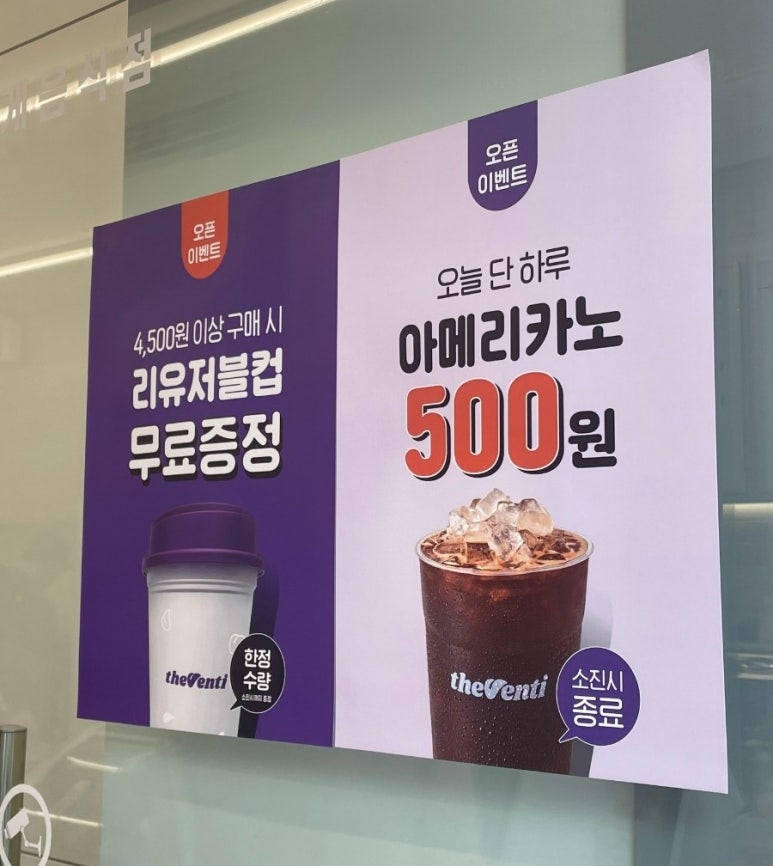 오픈
이벤트
4,500원 이상 구매 시
리유저블컵
무료증정
theVenti
한정
수량
오픈
이벤트
오늘 단 하루
아메리카노
500원
theVenti
소진시
종료